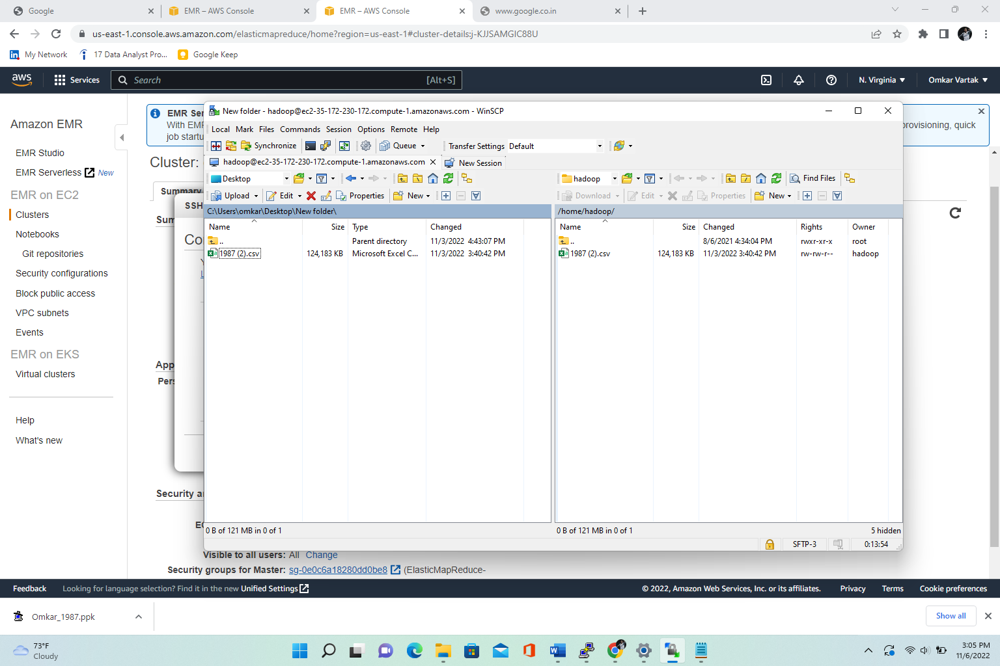 Google
EMR – AWS Console
EMR – AWS Console
www.google.co.in
us-east-1.console.aws.amazon.com/elasticmapreduce/home?region=us-east-1#cluster-details:j-KJJSAMGIC88U
My Network
17 Data Analyst Pro...
Google Keep
aws
Services
Search
[Alt+S]
N. Virginia
Omkar Vartak
Amazon EMR
EMR Studio
EMR Serverless New
EMR on EC2
Clusters
Notebooks
Git repositories
Security configurations
Block public access
VPC subnets
Events
EMR on EKS
Virtual clusters
Help
What's new
EMR Ser
With EMR
job startu
rovisioning, quick
Cluster:
Summary
SSH
Sum
Co
Y
L
App
Pers
Security a
EC
New folder - hadoop@ec2-35-172-230-172.compute-1.amazonaws.com - WinSCP
Local Mark Files Commands Session Options Remote Help
Synchronize Queue Transfer Settings Default
hadoop@ec2-35-172-230-172.compute-1.amazonaws.com New Session
Desktop
hadoop Find Files
Upload Edit Properties New
Download Edit Properties New
C:\Users\omkar\Desktop\New folder\
/home/hadoop/
Name Size Type Changed
.. Parent directory 11/3/2022 4:43:07 PM
1987 (2).csv 124,183 KB Microsoft Excel C... 11/3/2022 3:40:42 PM
Name Size Changed Rights Owner
.. 8/6/2021 4:34:04 PM rwxr-xr-x root
1987 (2).csv 124,183 KB 11/3/2022 3:40:42 PM rw-rw-r-- hadoop
0 B of 121 MB in 0 of 1
0 B of 121 MB in 0 of 1 5 hidden
SFTP-3 0:13:54
Visible to all users: All Change
Security groups for Master: sg-0e0c6a18280dd0be8 (ElasticMapReduce-
Feedback Looking for language selection? Find it in the new Unified Settings
© 2022, Amazon Web Services, Inc. or its affiliates. Privacy Terms Cookie preferences
Omkar_1987.ppk
Show all
73°F
Cloudy
3:05 PM
11/6/2022